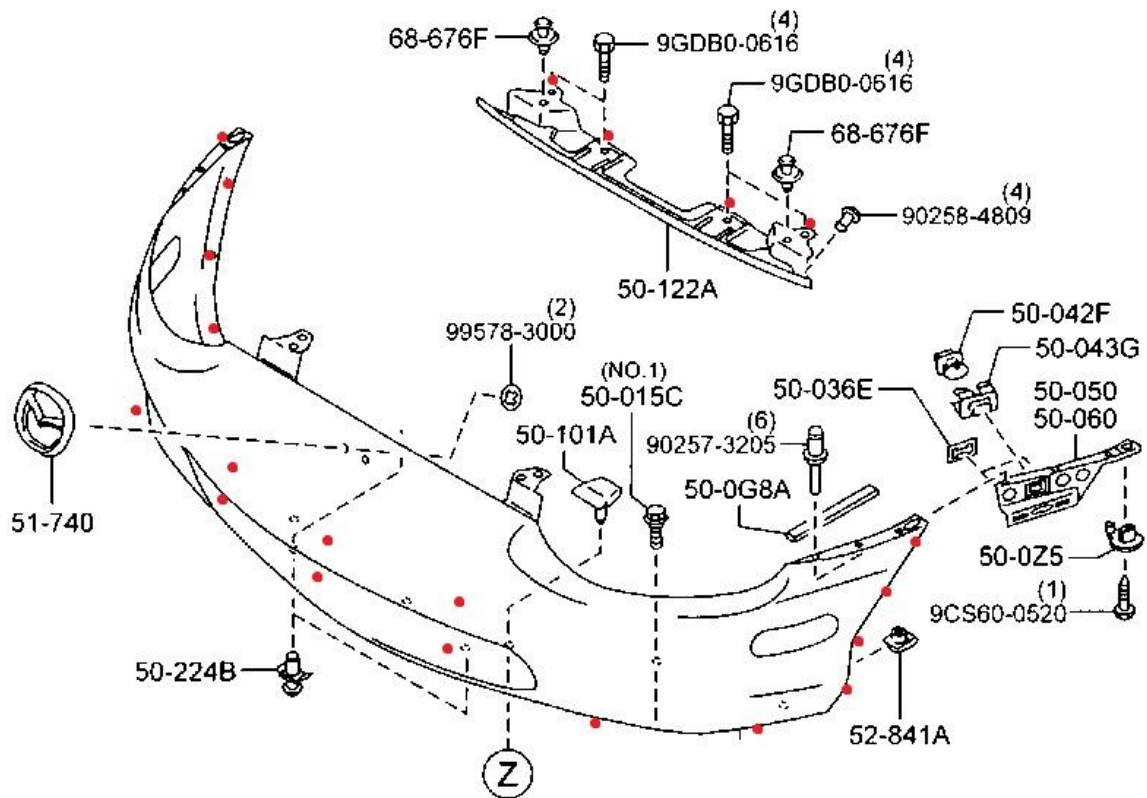 (4)
68-676F
9GDB0-0616
(4)
9GDB0-0616
68-676F
(4)
90258-4809
50-122A
(2)
99578-3000
50-042F
50-043G
(NO.1)
50-015C
50-036E
50-050
50-060
50-101A
(6)
90257-3205
50-0G8A
51-740
50-0Z5
(1)
9CS60-0520
50-224B
52-841A
Z